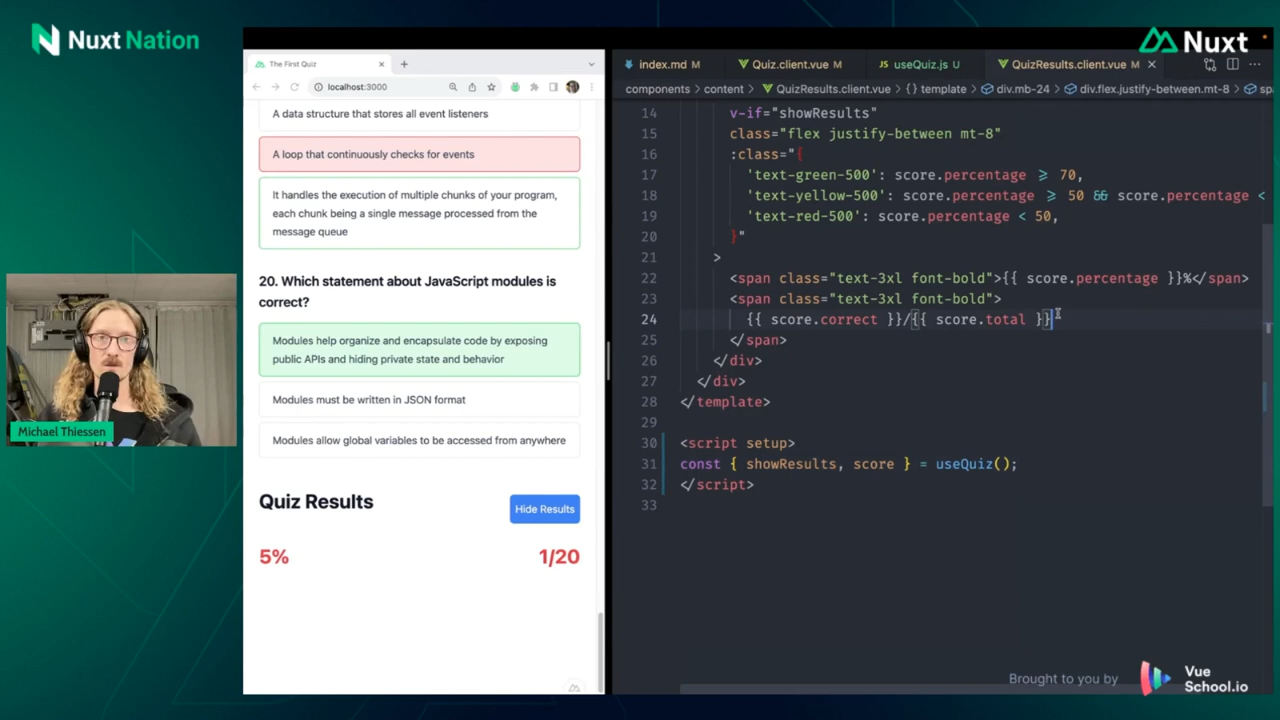 Nuxt Nation
Michael Thiessen
The First Quiz
localhost:3000
A data structure that stores all event listeners
A loop that continuously checks for events
It handles the execution of multiple chunks of your program,
each chunk being a single message processed from the
message queue
20. Which statement about JavaScript modules is
correct?
Modules help organize and encapsulate code by exposing
public APIs and hiding private state and behavior
Modules must be written in JSON format
Modules allow global variables to be accessed from anywhere
Quiz Results
Hide Results
5%
1/20
Nuxt
index.md M
Quiz.client.vue M
JS useQuiz.js U
QuizResults.client.vue M
components > content > QuizResults.client.vue > {} template > div.mb-24 > div.flex.justify-between.mt-8 > sp
14 v-if="showResults"
15 class="flex justify-between mt-8"
16 :class="{
17 'text-green-500': score.percentage ≥ 70,
18 'text-yellow-500': score.percentage ≥ 50 && score.percentage <
19 'text-red-500': score.percentage < 50,
20 }"
21 >
22 <span class="text-3xl font-bold">{{ score.percentage }}%</span>
23 <span class="text-3xl font-bold">
24 {{ score.correct }}/{{ score.total }}
25 </span>
26 </div>
27 </div>
28 </template>
29
30 <script setup>
31 const { showResults, score } = useQuiz();
32 </script>
33
Brought to you by
Vue
School.io